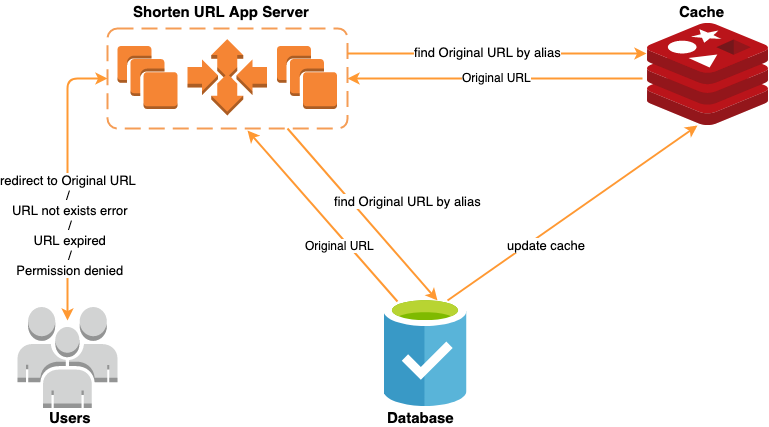 Shorten URL App Server
Cache
find Original URL by alias
Original URL
redirect to Original URL
/
URL not exists error
/
URL expired
/
Permission denied
find Original URL by alias
Original URL
update cache
Users
Database